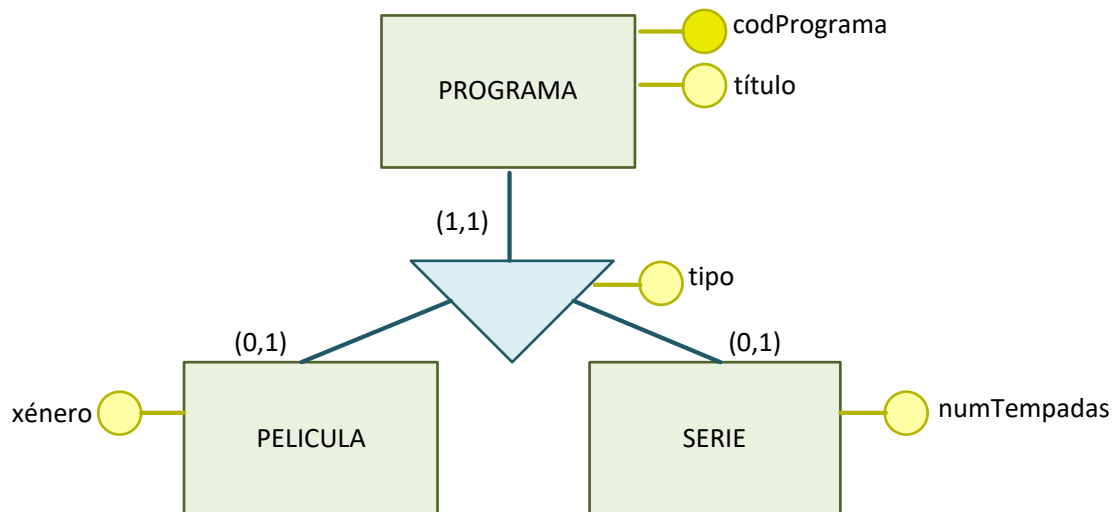 codPrograma
PROGRAMA
título
(1,1)
tipo
(0,1)
(0,1)
xénero
PELICULA
SERIE
numTempadas